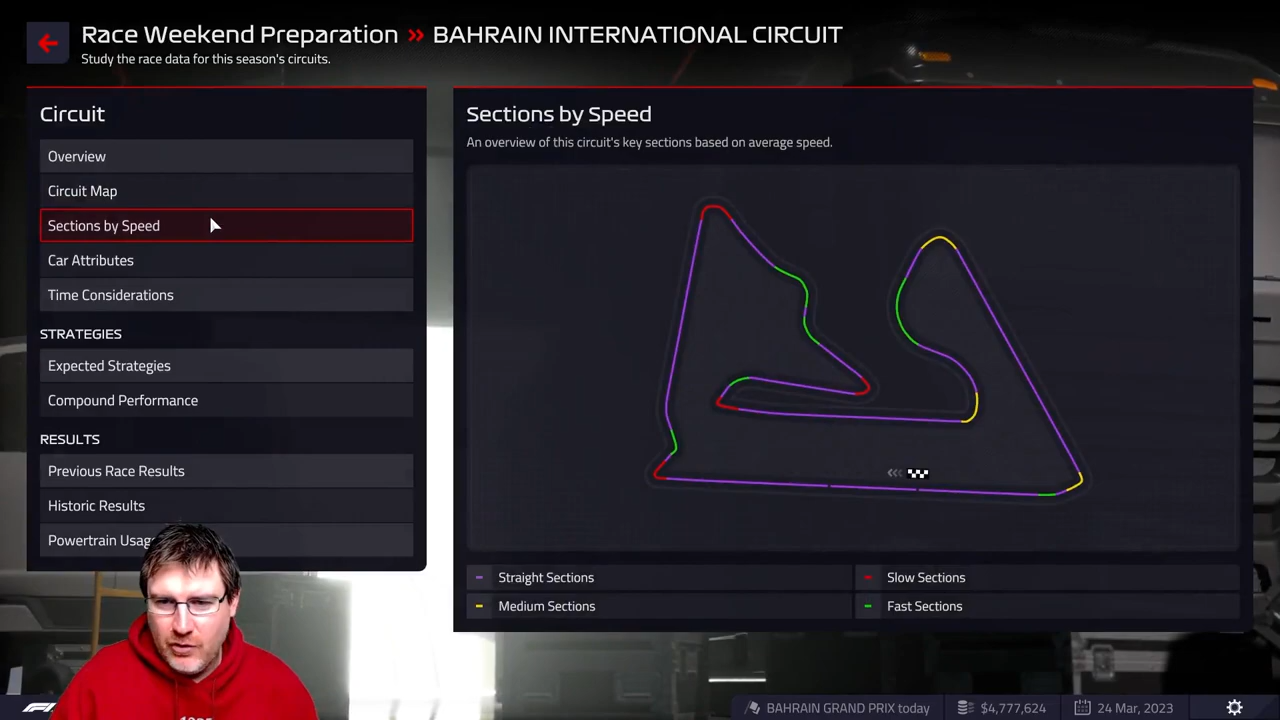 Race Weekend Preparation » BAHRAIN INTERNATIONAL CIRCUIT
Study the race data for this season's circuits.
Circuit
Overview
Circuit Map
Sections by Speed
Car Attributes
Time Considerations
STRATEGIES
Expected Strategies
Compound Performance
RESULTS
Previous Race Results
Historic Results
Powertrain Usag
Sections by Speed
An overview of this circuit's key sections based on average speed.
Straight Sections
Slow Sections
Medium Sections
Fast Sections
BAHRAIN GRAND PRIX today
$4,777,624
24 Mar, 2023